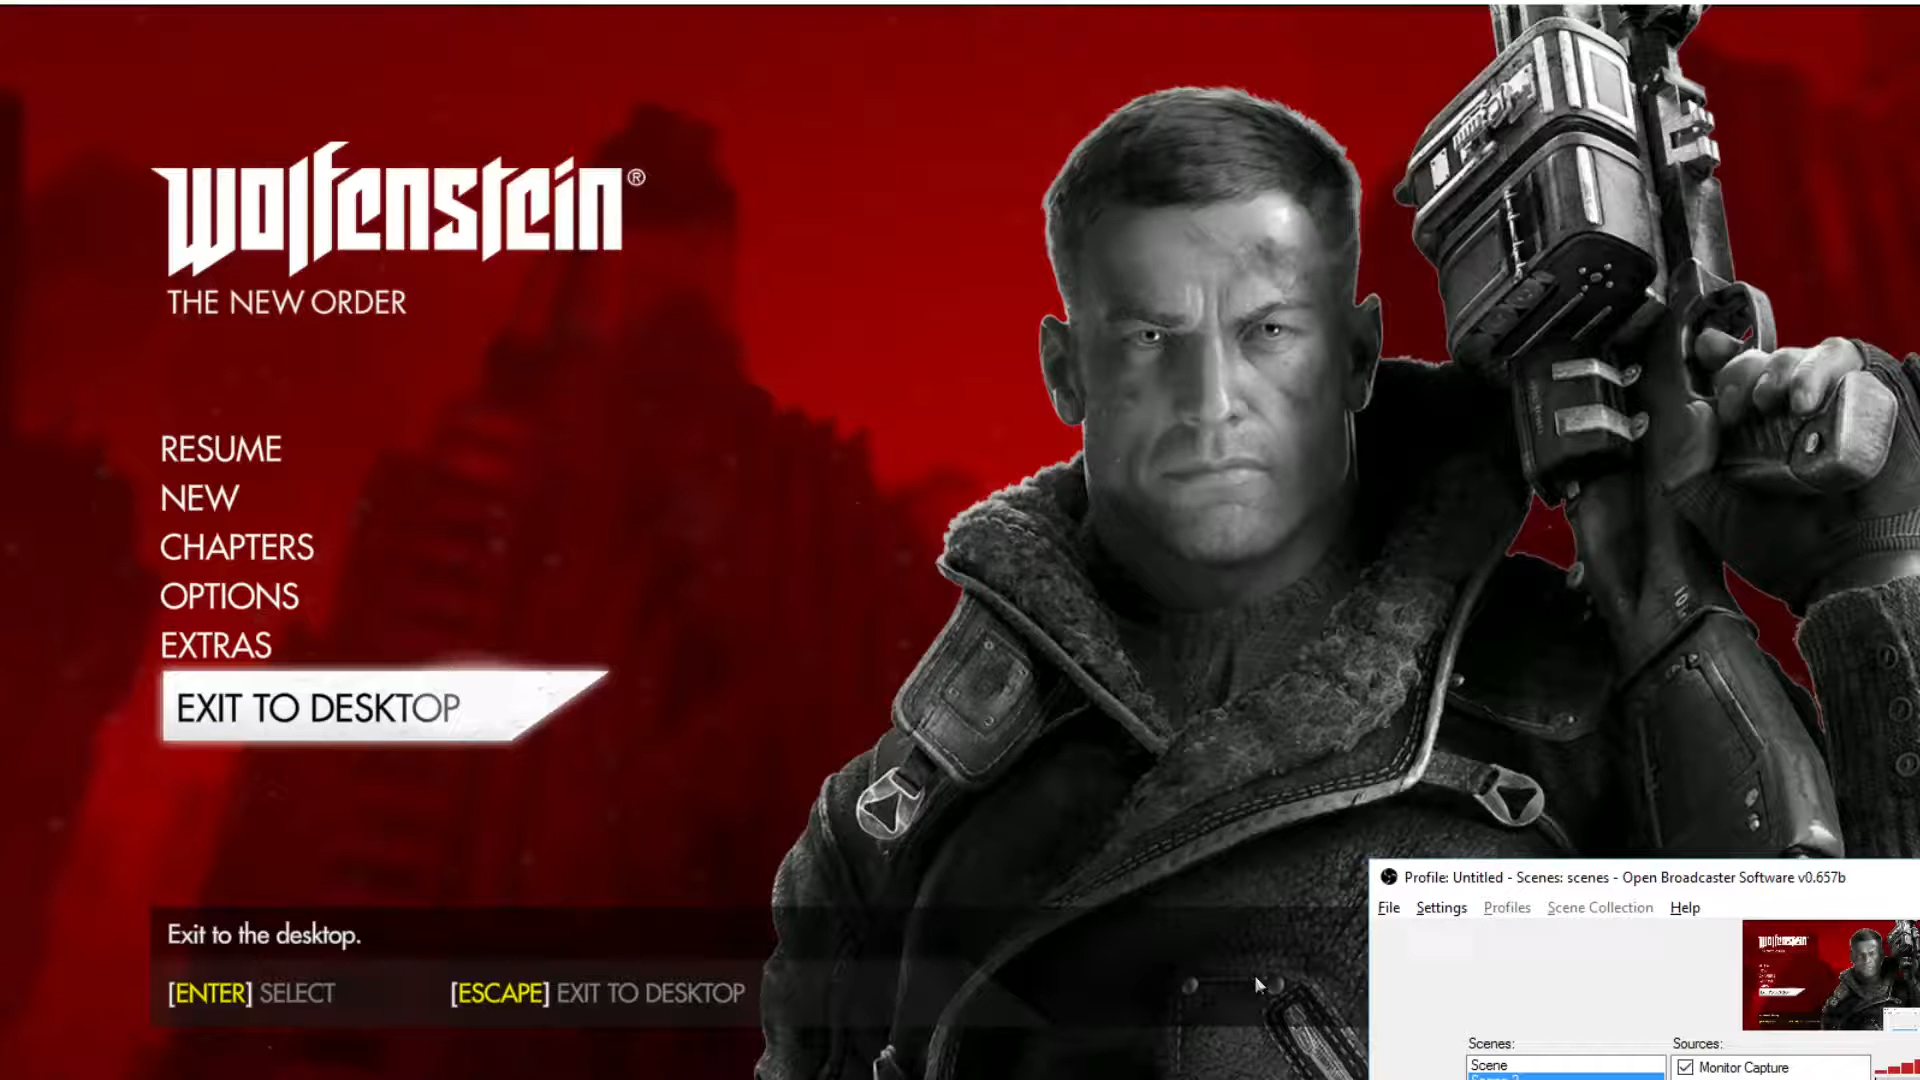 Wolfenstein®
THE NEW ORDER
RESUME
NEW
CHAPTERS
OPTIONS
EXTRAS
EXIT TO DESKTOP
Exit to the desktop.
[ENTER] SELECT [ESCAPE] EXIT TO DESKTOP
Profile: Untitled - Scenes: scenes - Open Broadcaster Software v0.657b
File Settings Profiles Scene Collection Help
Scenes: Sources:
Scene
Monitor Capture